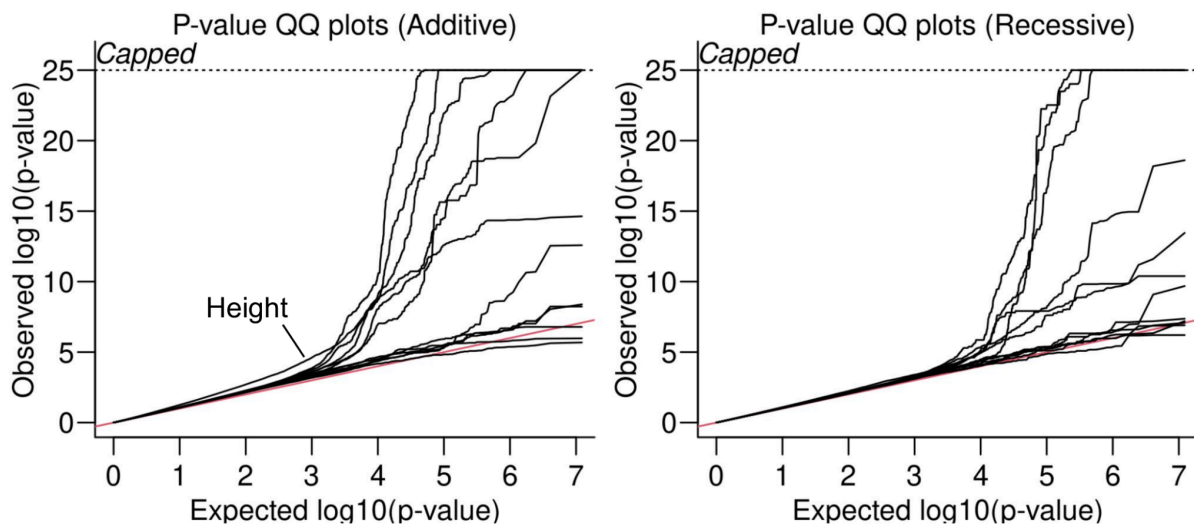 P-value QQ plots (Additive)
Capped
25
20
15
10
5
0
Observed log10(p-value)
Height
0 1 2 3 4 5 6 7
Expected log10(p-value)
P-value QQ plots (Recessive)
Capped
25
20
15
10
5
0
Observed log10(p-value)
0 1 2 3 4 5 6 7
Expected log10(p-value)